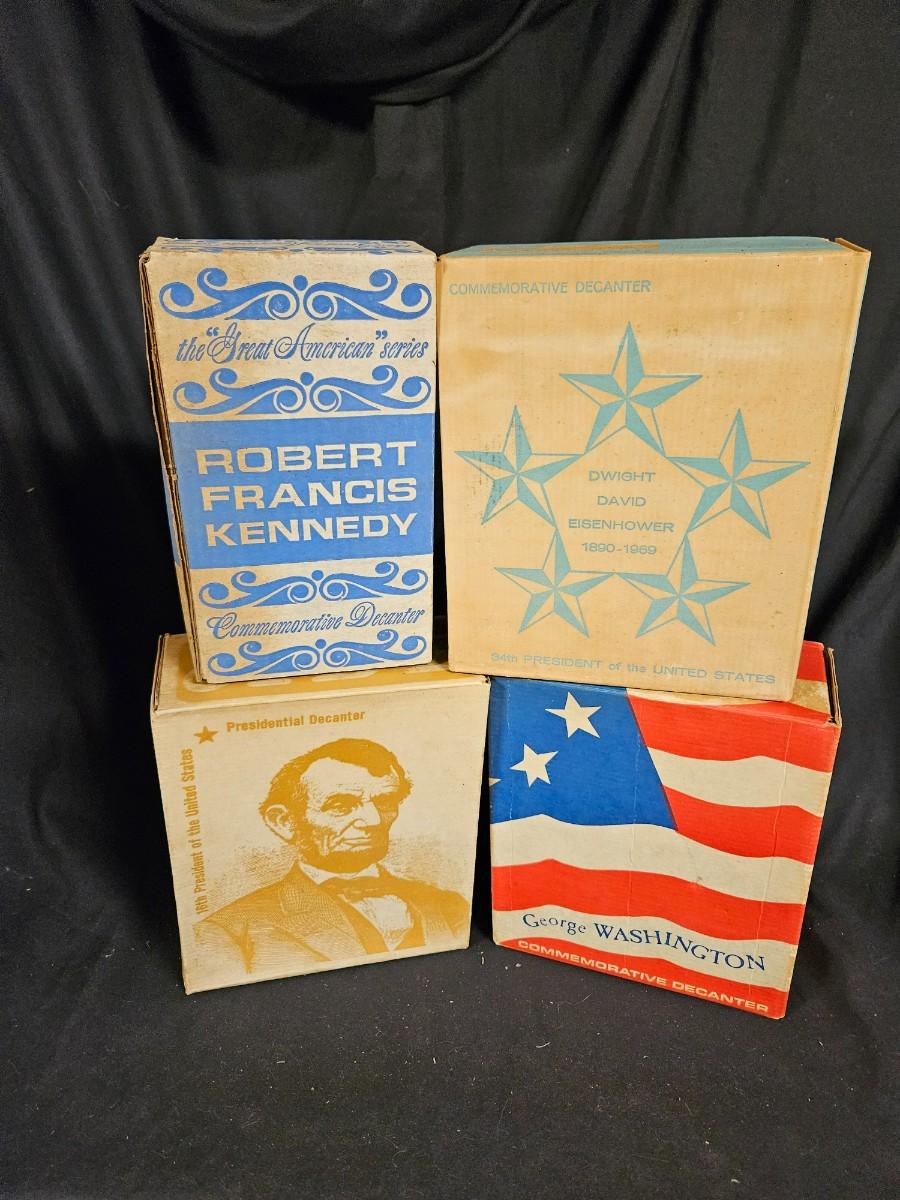 the "Great American" series
ROBERT
FRANCIS
KENNEDY
Commemorative Decanter
COMMEMORATIVE DECANTER
DWIGHT
DAVID
EISENHOWER
1890-1969
34th PRESIDENT of the UNITED STATES
Presidential Decanter
16th President of the United States
George WASHINGTON
COMMEMORATIVE DECANTER